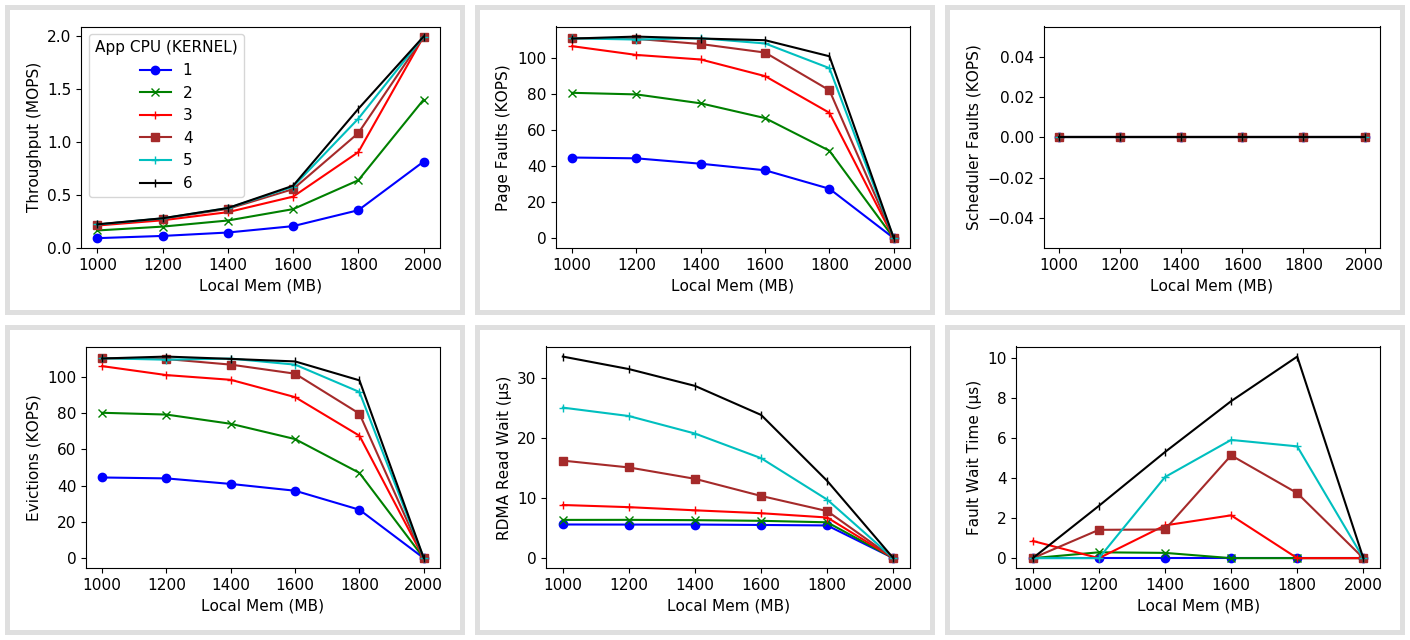 Throughput (MOPS)
2.0
1.5
1.0
0.5
0.0
App CPU (KERNEL)
1
2
3
4
5
6
1000 1200 1400 1600 1800 2000
Local Mem (MB)
Page Faults (KOPS)
100
80
60
40
20
0
1000 1200 1400 1600 1800 2000
Local Mem (MB)
Scheduler Faults (KOPS)
0.04
0.02
0.00
−0.02
−0.04
1000 1200 1400 1600 1800 2000
Local Mem (MB)
Evictions (KOPS)
100
80
60
40
20
0
1000 1200 1400 1600 1800 2000
Local Mem (MB)
RDMA Read Wait (μs)
30
20
10
0
1000 1200 1400 1600 1800 2000
Local Mem (MB)
Fault Wait Time (μs)
10
8
6
4
2
0
1000 1200 1400 1600 1800 2000
Local Mem (MB)